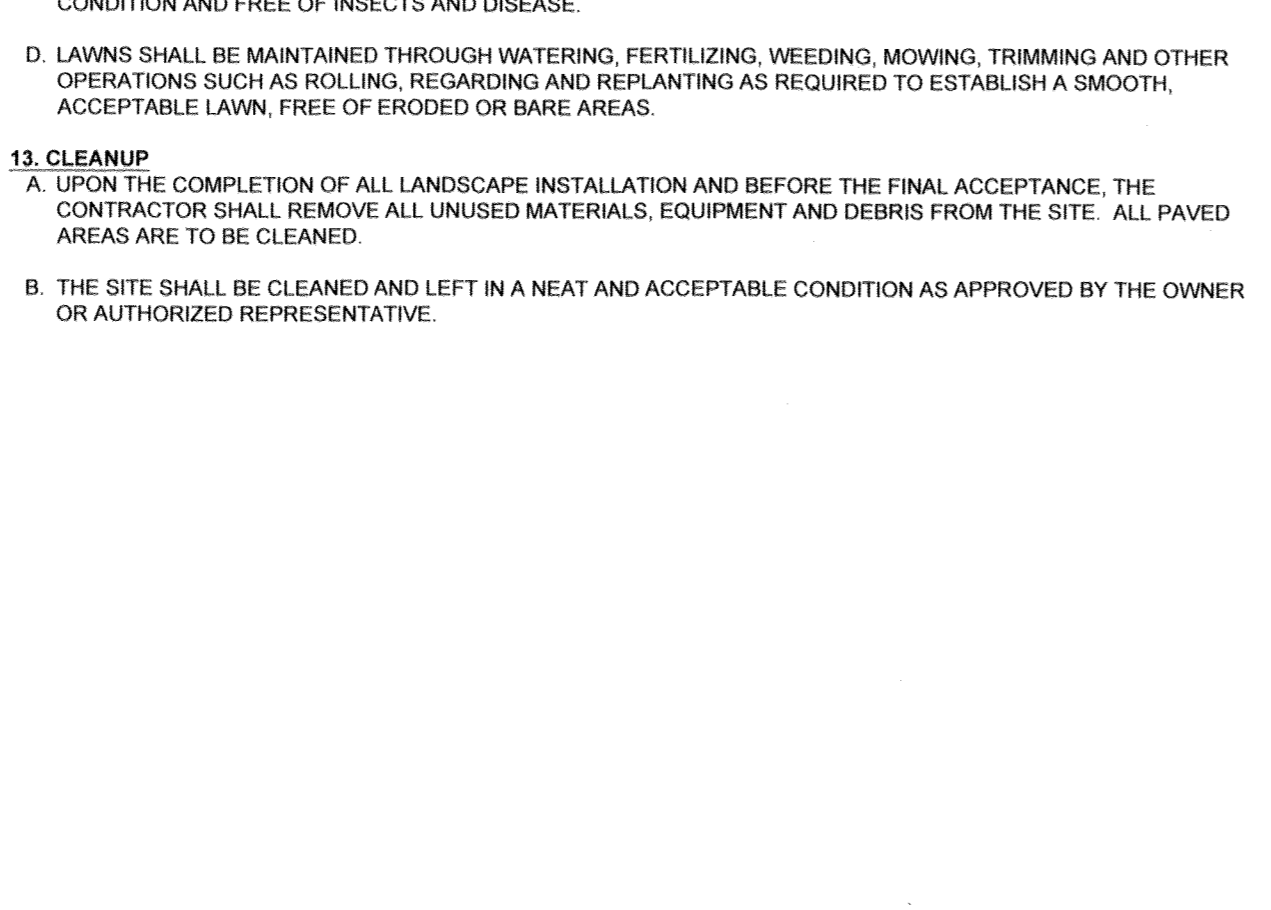 CONDITION AND FREE OF INSECTS AND DISEASE.
D. LAWNS SHALL BE MAINTAINED THROUGH WATERING, FERTILIZING, WEEDING, MOWING, TRIMMING AND OTHER
OPERATIONS SUCH AS ROLLING, REGARDING AND REPLANTING AS REQUIRED TO ESTABLISH A SMOOTH,
ACCEPTABLE LAWN, FREE OF ERODED OR BARE AREAS.
13. CLEANUP
A. UPON THE COMPLETION OF ALL LANDSCAPE INSTALLATION AND BEFORE THE FINAL ACCEPTANCE, THE
CONTRACTOR SHALL REMOVE ALL UNUSED MATERIALS, EQUIPMENT AND DEBRIS FROM THE SITE. ALL PAVED
AREAS ARE TO BE CLEANED.
B. THE SITE SHALL BE CLEANED AND LEFT IN A NEAT AND ACCEPTABLE CONDITION AS APPROVED BY THE OWNER
OR AUTHORIZED REPRESENTATIVE.